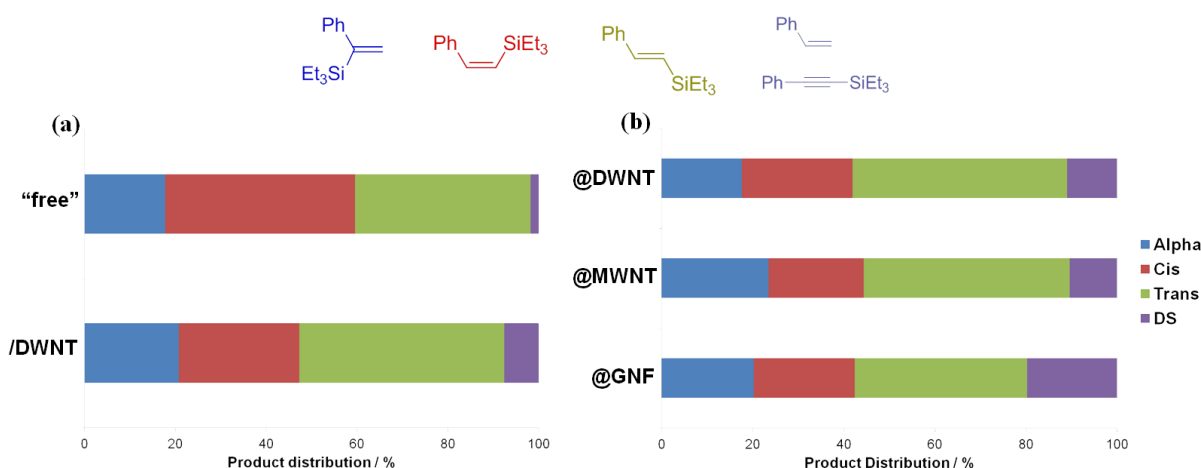 Ph
Et3Si
Ph
SiEt3
Ph
SiEt3
Ph
Ph
SiEt3
(a)
“free”
/DWNT
0
20
40
60
80
100
Product distribution / %
(b)
@DWNT
@MWNT
@GNF
0
20
40
60
80
100
Product Distribution / %
Alpha
Cis
Trans
DS